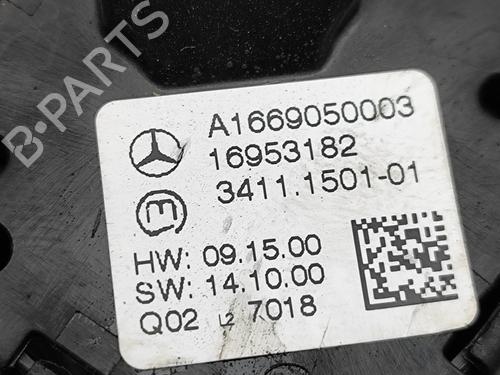 B-PARTS
A1669050003
16953182
m 3411.1501-01
HW: 09.15.00
SW: 14.10.00
Q02 L2 7018